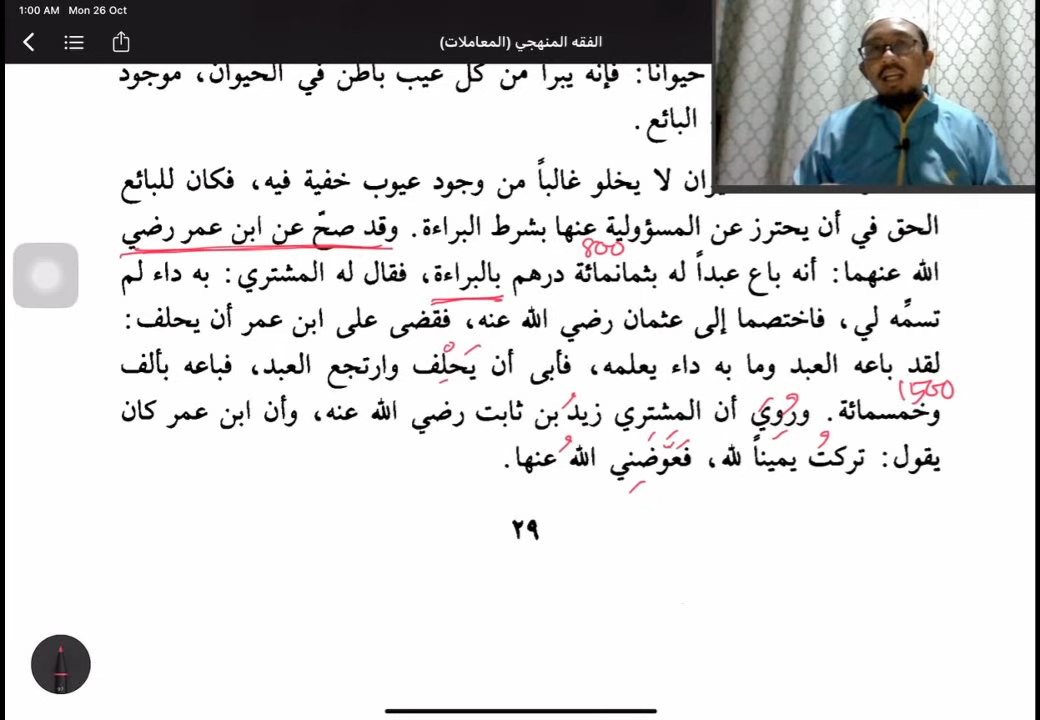 1:00 AM Mon 26 Oct
الفقه المنهجي (المعاملات)
حيوانا: فإنه يبرأ من كل عيب باطن في الحيوان، موجود
البائع.
لا يخلو غالباً من وجود عيوب خفية فيه، فكان للبائع
الحق في أن يحترز عن المسؤولية عنها بشرط البراءة. وقد صحّ عن ابن عمر رضي
800
الله عنهما: أنه باع عبداً له بثمانمائة درهم بالبراءة، فقال له المشتري: به داء لم
تسمِّه لي، فاختصما إلى عثمان رضي الله عنه، فقضى على ابن عمر أن يحلف:
لقد باعه العبد وما به داء يعلمه، فأبى أن يَحْلِف وارتجع العبد، فباعه بألف
1500
وخمسمائة. ورُوِيَ أن المشتري زيدُ بن ثابت رضي الله عنه، وأن ابن عمر كان
يقول: تركتُ يميناً لله، فَعَوَّضَنِي اللهُ عنها.
٢٩
97